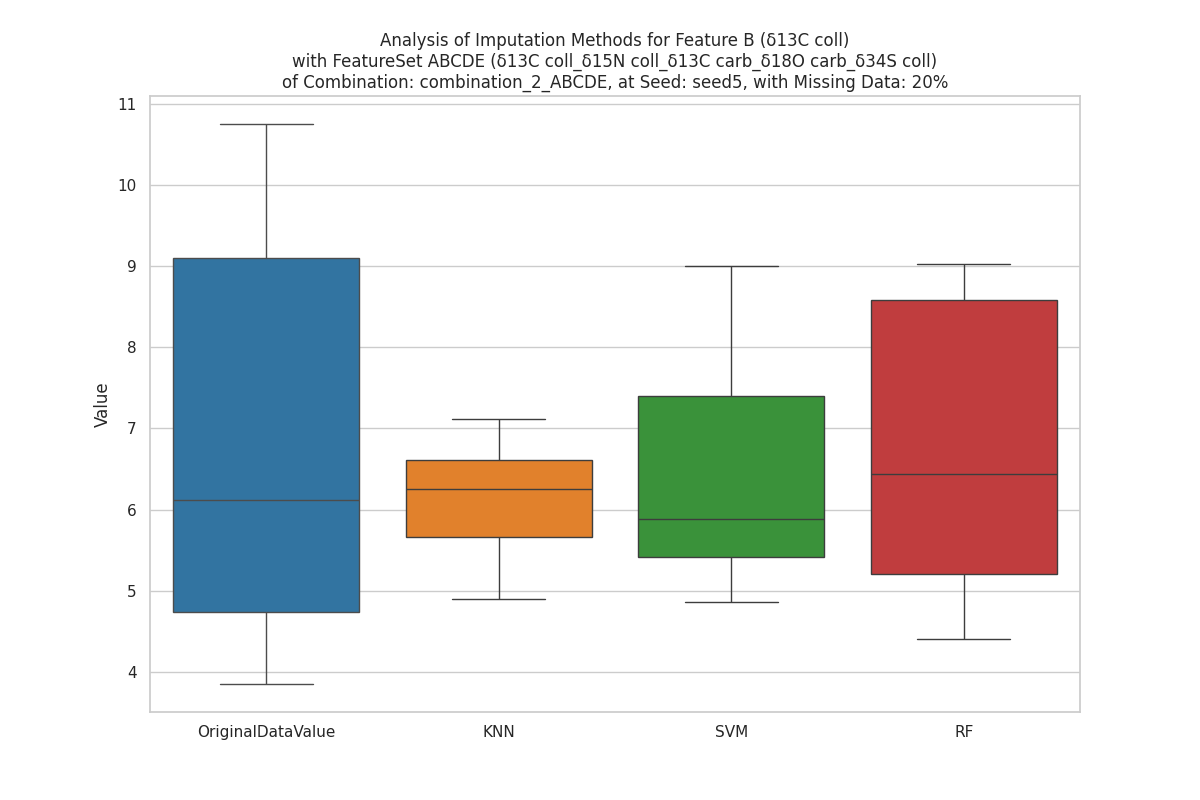 Analysis of Imputation Methods for Feature B (δ13C coll)
with FeatureSet ABCDE (δ13C coll_δ15N coll_δ13C carb_δ18O carb_δ34S coll)
of Combination: combination_2_ABCDE, at Seed: seed5, with Missing Data: 20%
11
10
9
8
7
6
5
4
Value
OriginalDataValue
KNN
SVM
RF